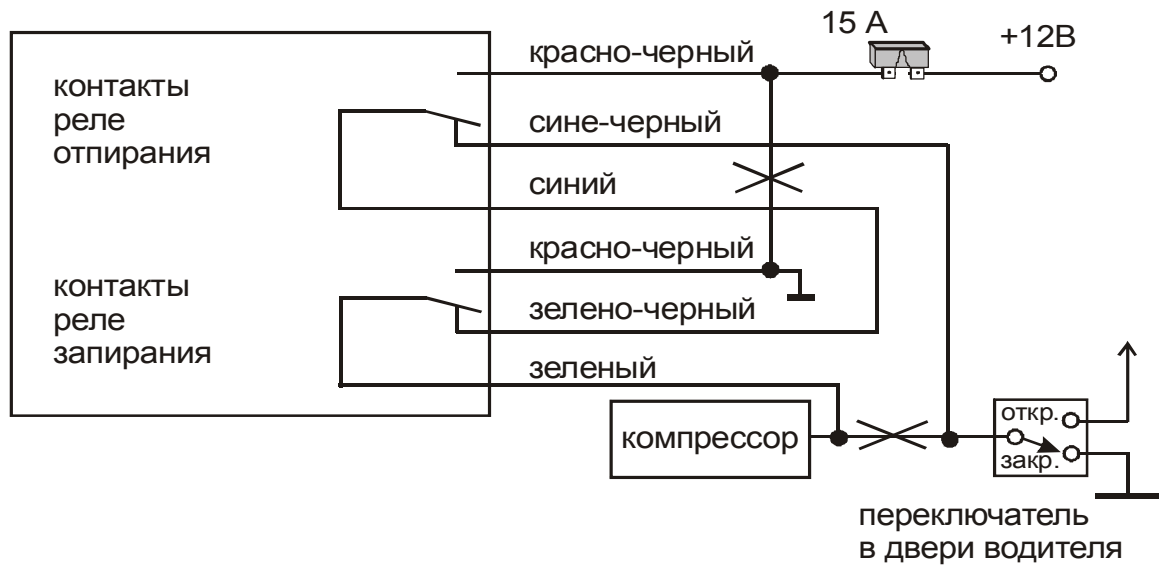 15 А
+12В
красно-черный
контакты
реле
отпирания
сине-черный
синий
красно-черный
контакты
реле
запирания
зелено-черный
зеленый
компрессор
откр.
закр.
переключатель
в двери водителя